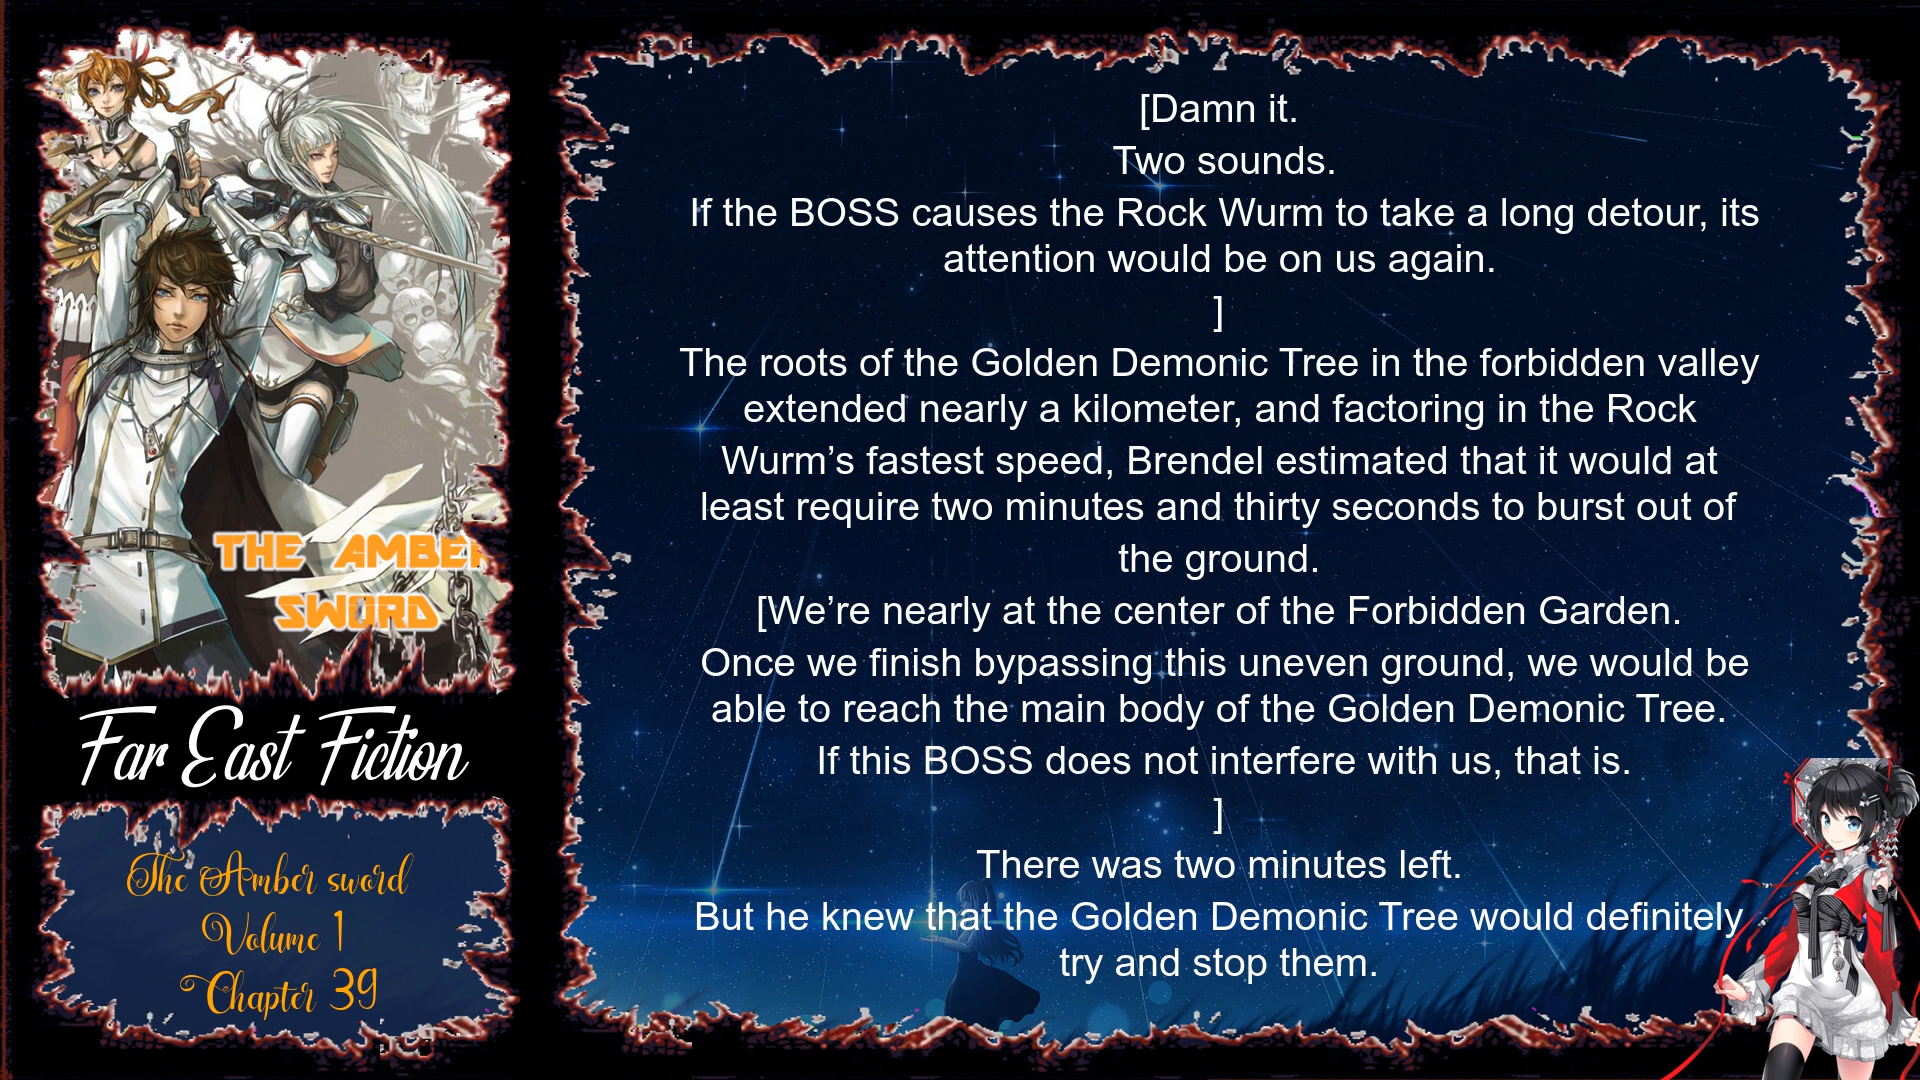 THE AMBER
SWORD
Far East Fiction
The Amber sword
Volume 1
Chapter 39
[Damn it.
Two sounds.
If the BOSS causes the Rock Wurm to take a long detour, its
attention would be on us again.
]
The roots of the Golden Demonic Tree in the forbidden valley
extended nearly a kilometer, and factoring in the Rock
Wurm’s fastest speed, Brendel estimated that it would at
least require two minutes and thirty seconds to burst out of
the ground.
[We’re nearly at the center of the Forbidden Garden.
Once we finish bypassing this uneven ground, we would be
able to reach the main body of the Golden Demonic Tree.
If this BOSS does not interfere with us, that is.
]
There was two minutes left.
But he knew that the Golden Demonic Tree would definitely
try and stop them.